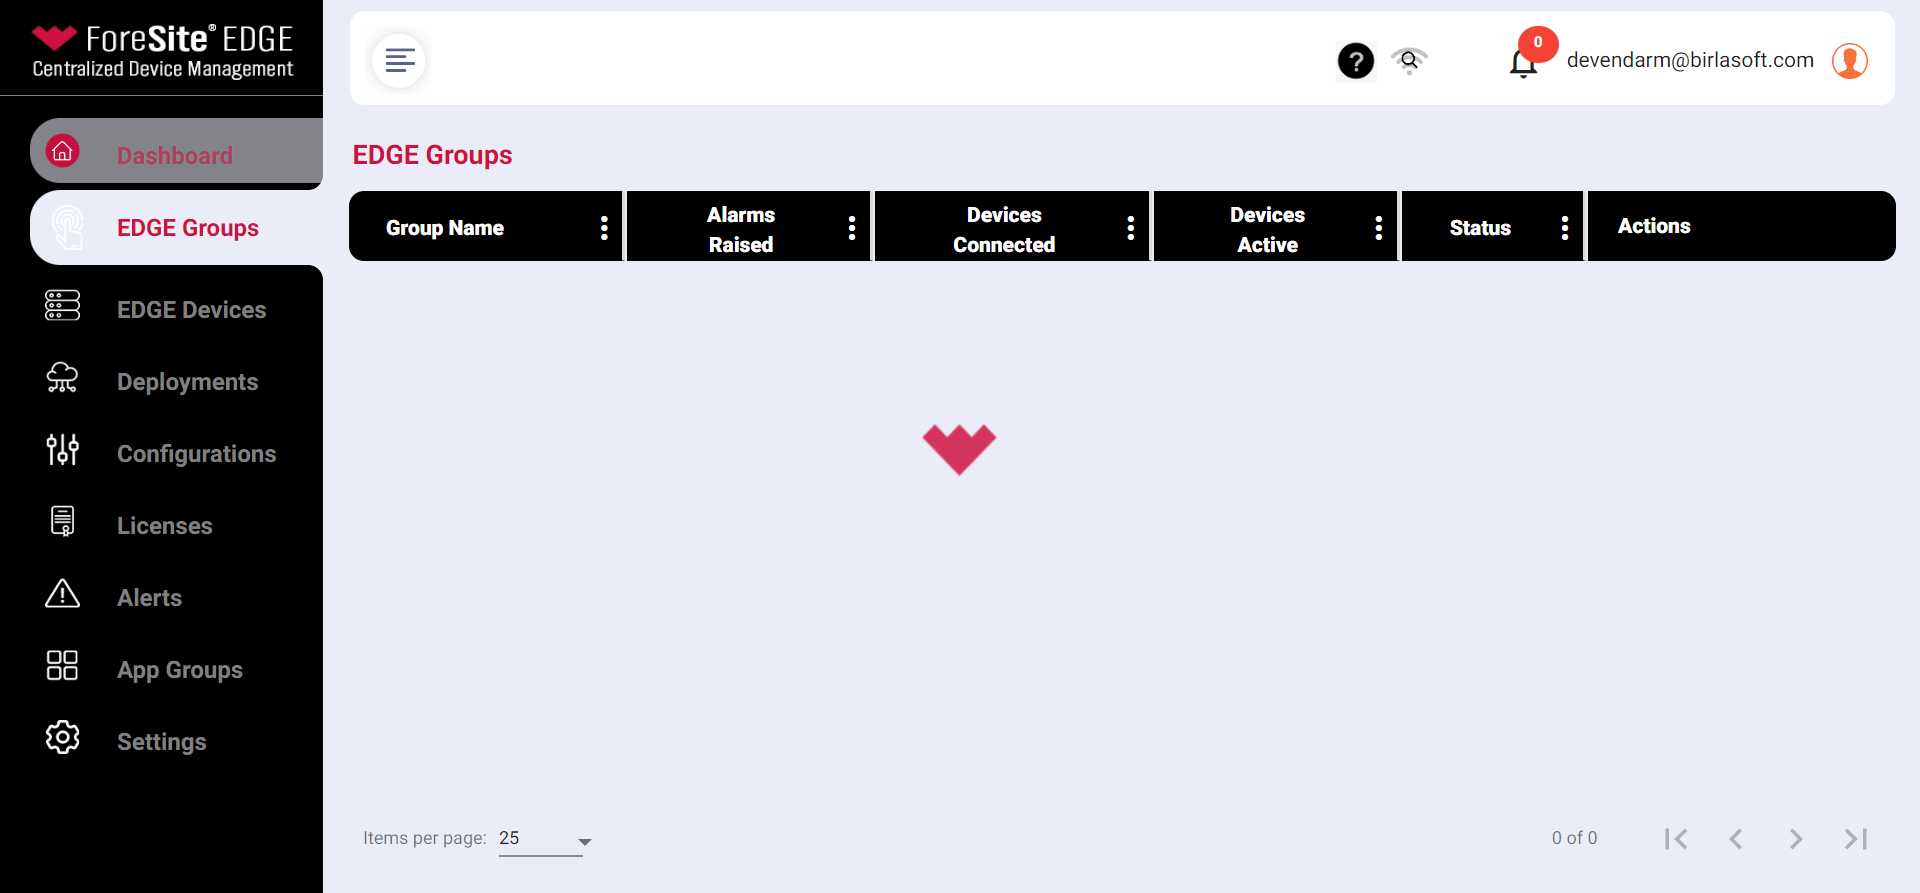 ForeSite® EDGE
Centralized Device Management
Dashboard
EDGE Groups
EDGE Devices
Deployments
Configurations
Licenses
Alerts
App Groups
Settings
?
0
devendarm@birlasoft.com
EDGE Groups
Group Name
Alarms
Raised
Devices
Connected
Devices
Active
Status
Actions
Items per page: 25
0 of 0